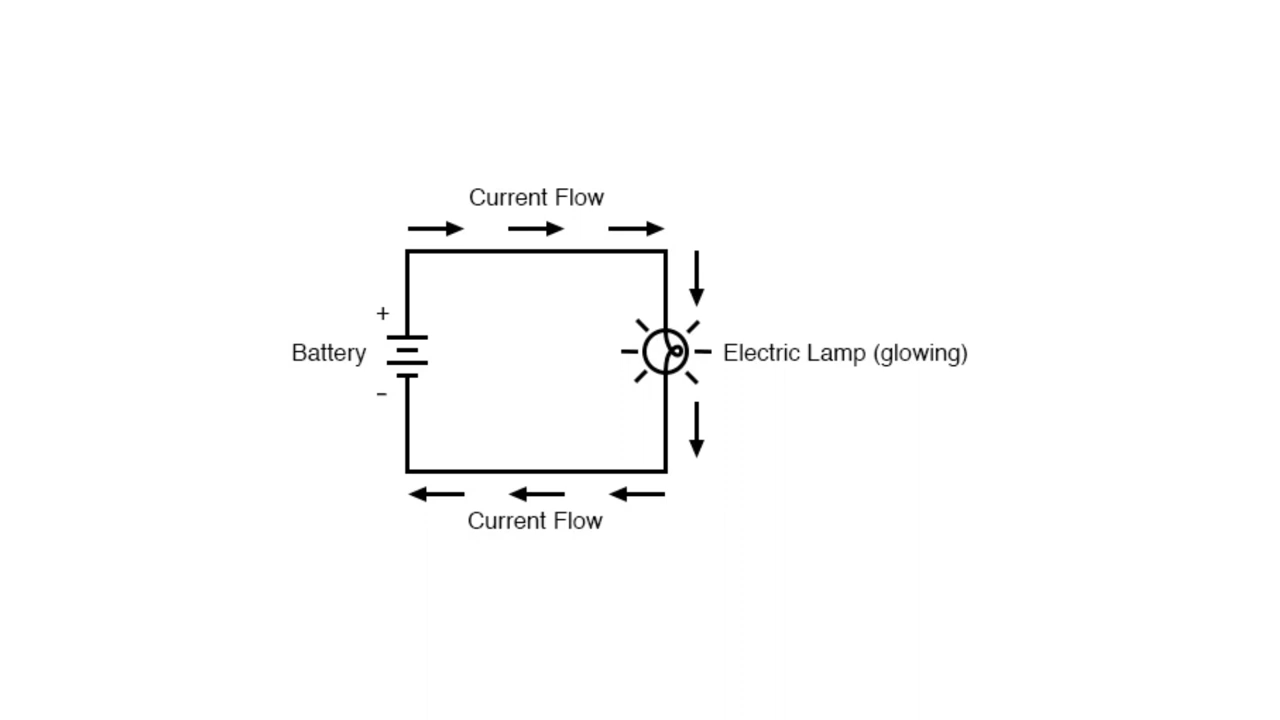 Current Flow
+
Battery
Electric Lamp (glowing)
-
Current Flow